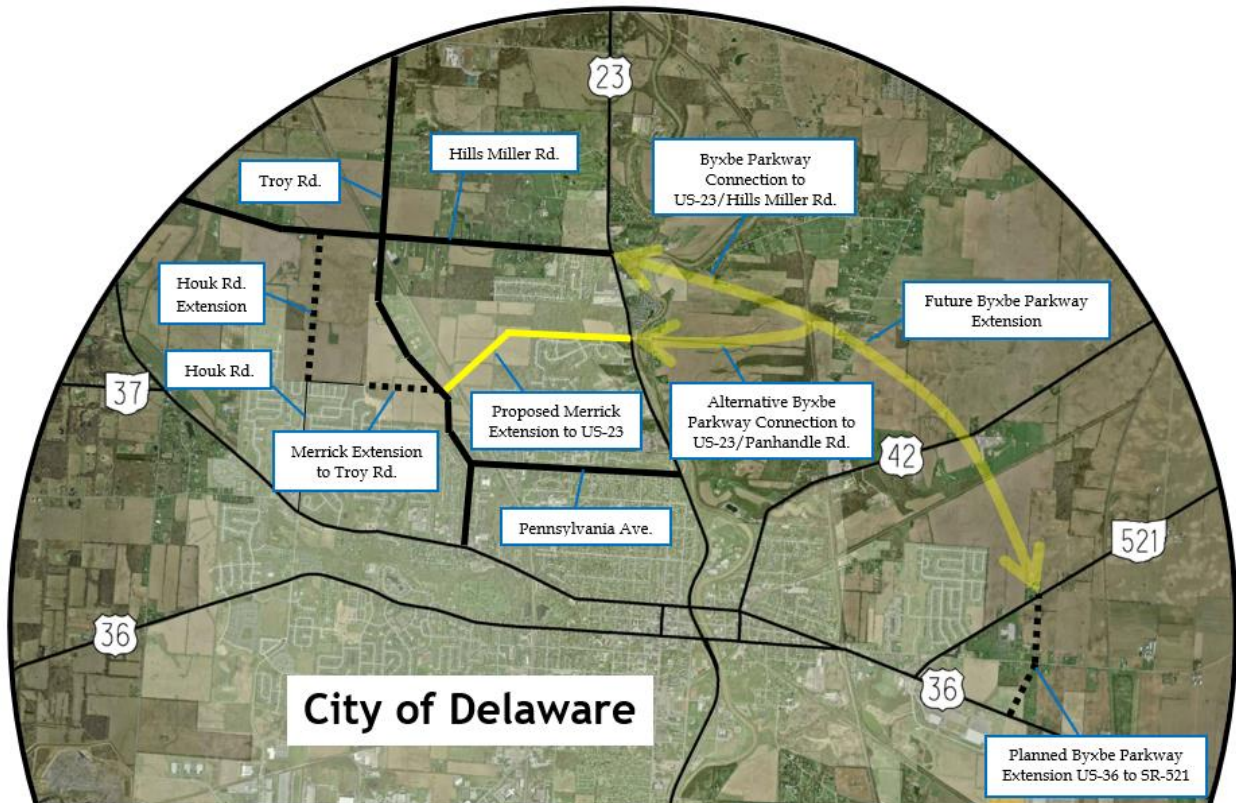 23
Hills Miller Rd.
Byxbe Parkway
Connection to
US-23/Hills Miller Rd.
Troy Rd.
Houk Rd.
Extension
Future Byxbe Parkway
Extension
Houk Rd.
37
Proposed Merrick
Extension to US-23
Alternative Byxbe
Parkway Connection to
US-23/Panhandle Rd.
Merrick Extension
to Troy Rd.
42
Pennsylvania Ave.
521
36
36
City of Delaware
Planned Byxbe Parkway
Extension US-36 to SR-521